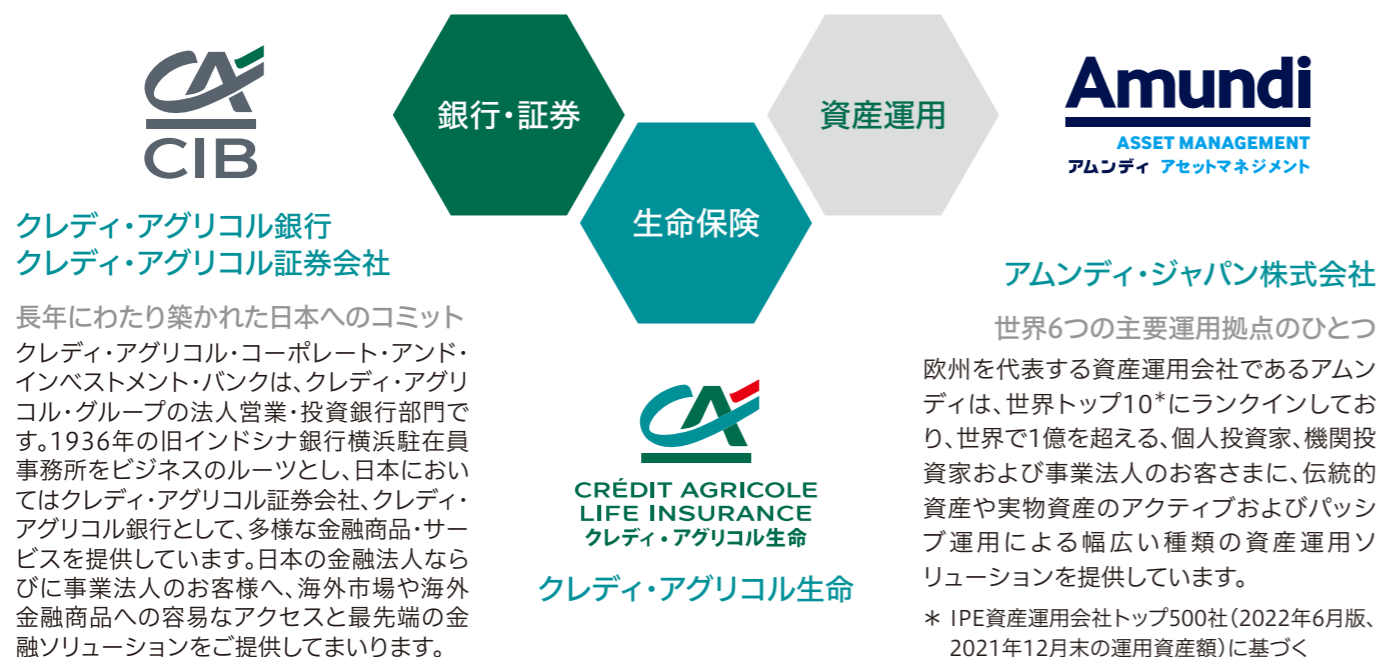 CA
CIB
クレディ・アグリコル銀行
クレディ・アグリコル証券会社
長年にわたり築かれた日本へのコミット
クレディ・アグリコル・コーポレート・アンド・
インベストメント・バンクは、クレディ・アグリ
コル・グループの法人営業・投資銀行部門で
す。1936年の旧インドシナ銀行横浜駐在員
事務所をビジネスのルーツとし、日本におい
てはクレディ・アグリコル証券会社、クレディ・
アグリコル銀行として、多様な金融商品・サー
ビスを提供しています。日本の金融法人なら
びに事業法人のお客様へ、海外市場や海外
金融商品への容易なアクセスと最先端の金
融ソリューションをご提供してまいります。
銀行・証券
生命保険
資産運用
CA
CRÉDIT AGRICOLE
LIFE INSURANCE
クレディ・アグリコル生命
クレディ・アグリコル生命
Amundi
ASSET MANAGEMENT
アムンディ アセットマネジメント
アムンディ・ジャパン株式会社
世界6つの主要運用拠点のひとつ
欧州を代表する資産運用会社であるアムン
ディは、世界トップ10*にランクインしてお
り、世界で1億を超える、個人投資家、機関投
資家および事業法人のお客さまに、伝統的
資産や実物資産のアクティブおよびパッシ
ブ運用による幅広い種類の資産運用ソ
リューションを提供しています。
* IPE資産運用会社トップ500社(2022年6月版、
2021年12月末の運用資産額)に基づく